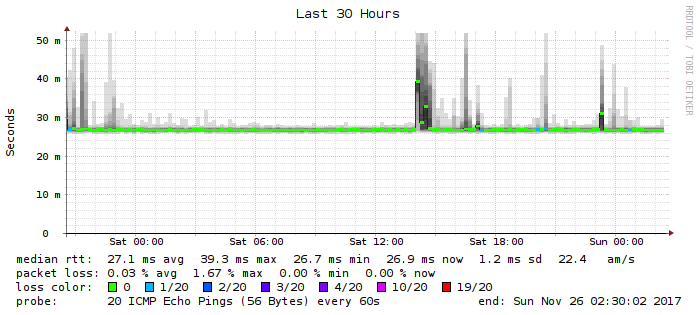 Last 30 Hours
RRDTOOL / TOBI OETIKER
Seconds
50 m
40 m
30 m
20 m
10 m
0
Sat 00:00 Sat 06:00 Sat 12:00 Sat 18:00 Sun 00:00
median rtt: 27.1 ms avg 39.3 ms max 26.7 ms min 26.9 ms now 1.2 ms sd 22.4 am/s
packet loss: 0.03 % avg 1.67 % max 0.00 % min 0.00 % now
loss color: 0 1/20 2/20 3/20 4/20 10/20 19/20
probe: 20 ICMP Echo Pings (56 Bytes) every 60s end: Sun Nov 26 02:30:02 2017